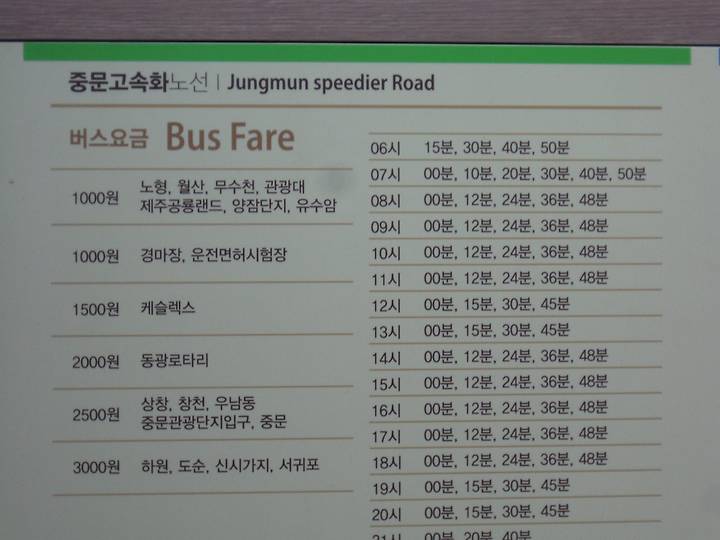 중문고속화노선 | Jungmun speedier Road
버스요금 Bus Fare
1000원 노형, 월산, 무수천, 관광대
제주공룡랜드, 양잠단지, 유수암
1000원 경마장, 운전면허시험장
1500원 케슬렉스
2000원 동광로타리
2500원 상창, 창천, 우남동
중문관광단지입구, 중문
3000원 하원, 도순, 신시가지, 서귀포
06시 15분, 30분, 40분, 50분
07시 00분, 10분, 20분, 30분, 40분, 50분
08시 00분, 12분, 24분, 36분, 48분
09시 00분, 12분, 24분, 36분, 48분
10시 00분, 12분, 24분, 36분, 48분
11시 00분, 12분, 24분, 36분, 48분
12시 00분, 15분, 30분, 45분
13시 00분, 15분, 30분, 45분
14시 00분, 12분, 24분, 36분, 48분
15시 00분, 12분, 24분, 36분, 48분
16시 00분, 12분, 24분, 36분, 48분
17시 00분, 12분, 24분, 36분, 48분
18시 00분, 12분, 24분, 36분, 48분
19시 00분, 15분, 30분, 45분
20시 00분, 15분, 30분, 45분
21시 00분, 20분, 40분